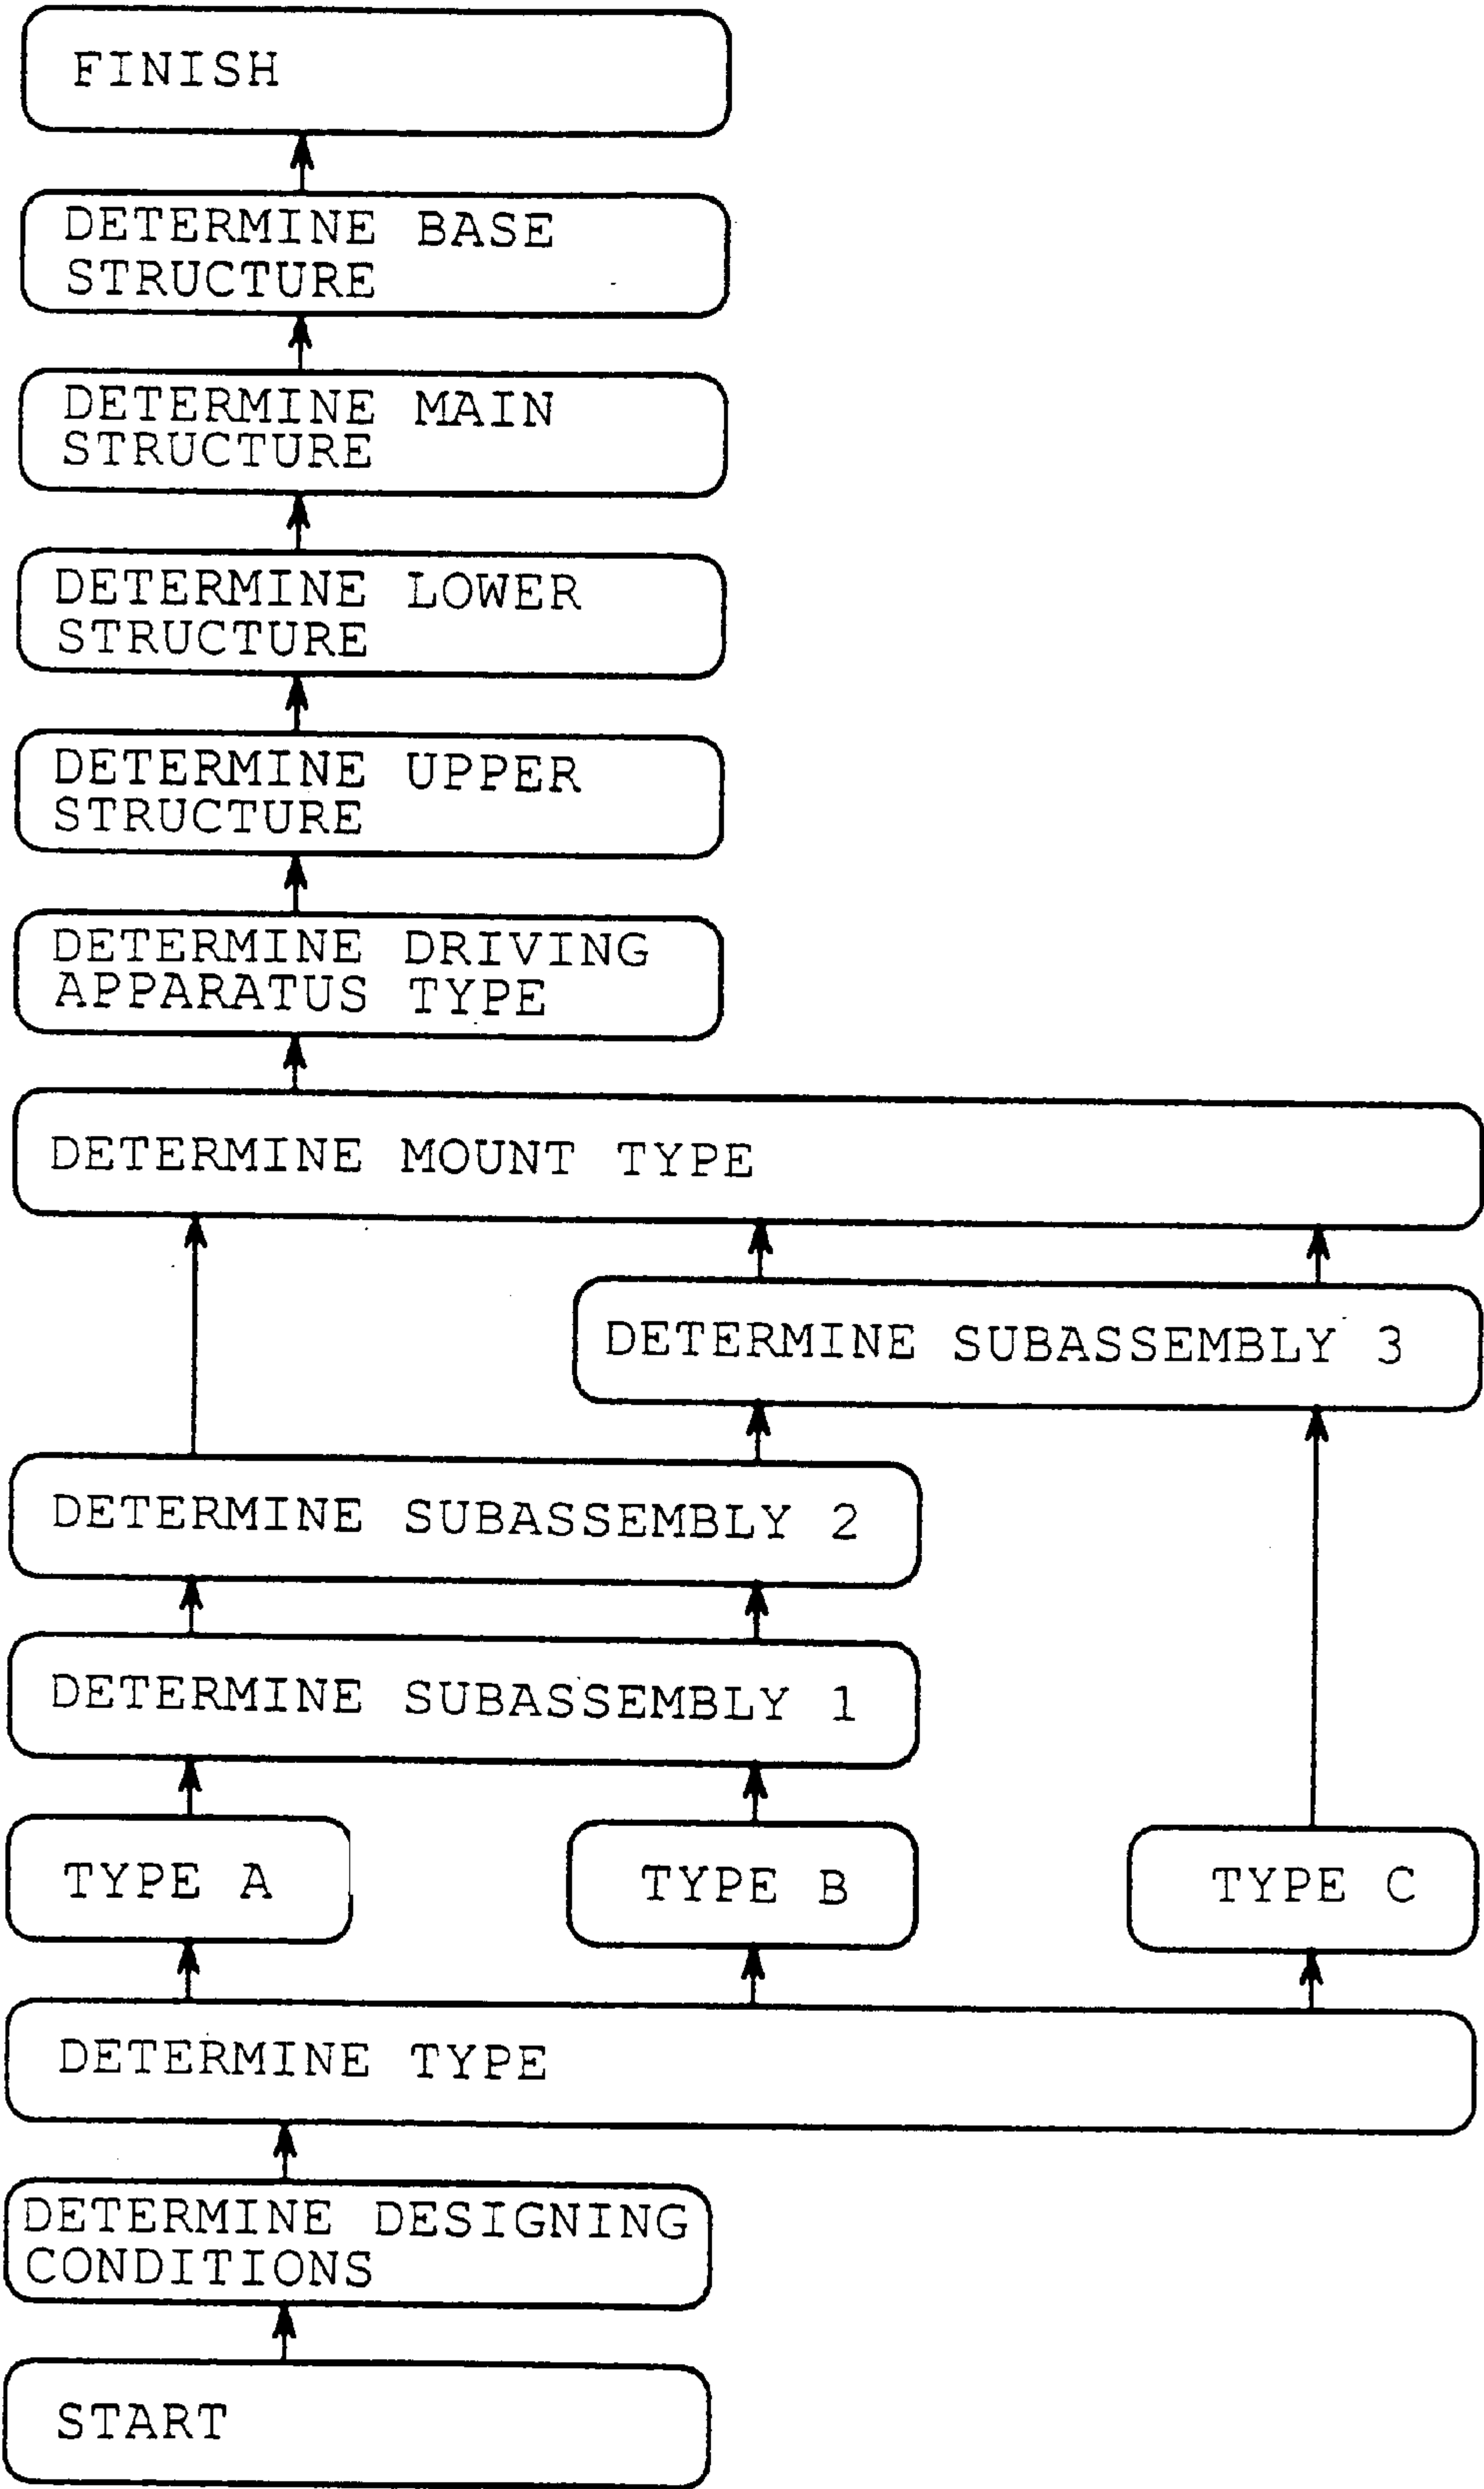 FINISH
DETERMINE BASE
STRUCTURE
DETERMINE MAIN
STRUCTURE
DETERMINE LOWER
STRUCTURE
DETERMINE UPPER
STRUCTURE
DETERMINE DRIVING
APPARATUS TYPE
DETERMINE MOUNT TYPE
DETERMINE SUBASSEMBLY 3
DETERMINE SUBASSEMBLY 2
DETERMINE SUBASSEMBLY 1
TYPE A
TYPE B
TYPE C
DETERMINE TYPE
DETERMINE DESIGNING
CONDITIONS
START